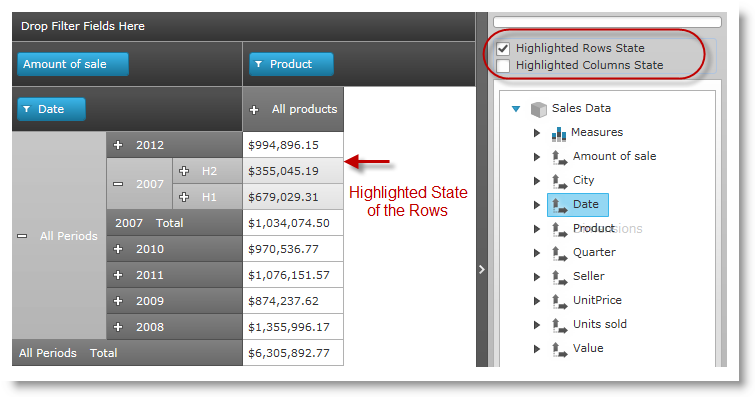 Drop Filter Fields Here
Amount of sale
Product
Date
All products
All Periods
2012 $994,896.15
2007
H2 $355,045.19
H1 $679,029.31
2007 Total $1,034,074.50
2010 $970,536.77
2011 $1,076,151.57
2009 $874,237.62
2008 $1,355,996.17
All Periods Total $6,305,892.77
Highlighted State
of the Rows
Highlighted Rows State
Highlighted Columns State
Sales Data
Measures
Amount of sale
City
Date
Product
Quarter
Seller
UnitPrice
Units sold
Value